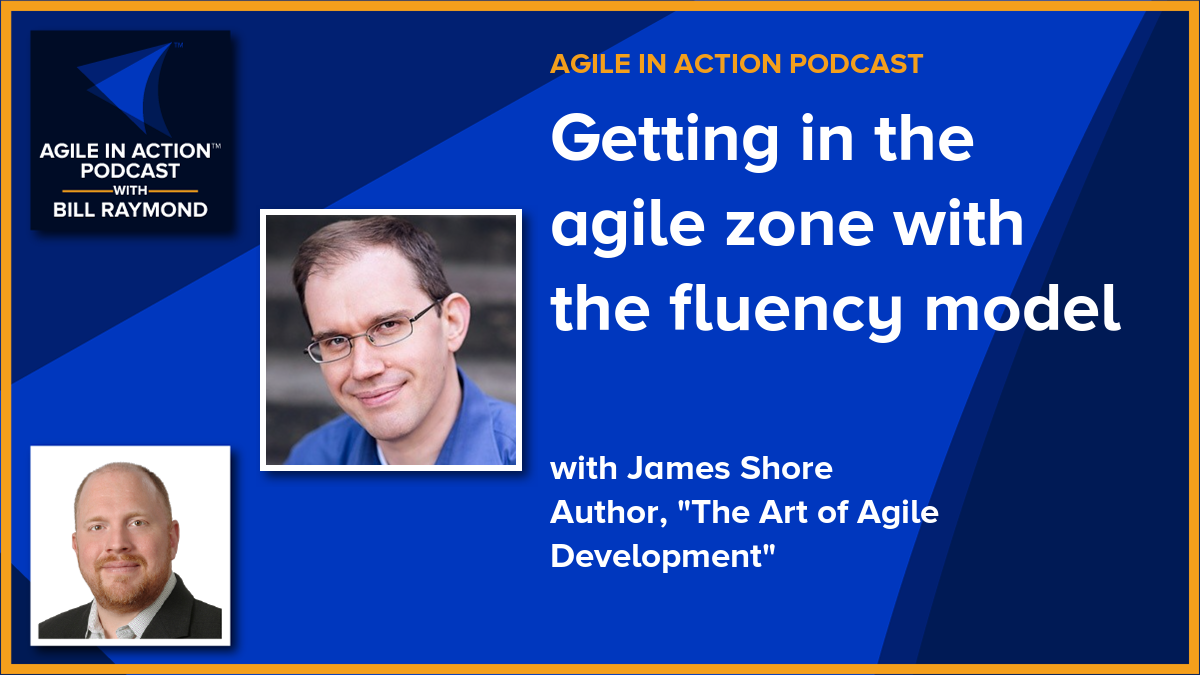 AGILE IN ACTION™
PODCAST
WITH
BILL RAYMOND
AGILE IN ACTION PODCAST
Getting in the
agile zone with
the fluency model
with James Shore
Author, "The Art of Agile
Development"